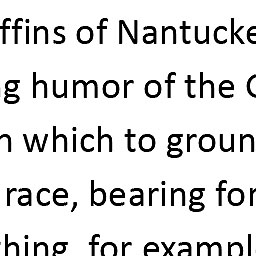 ffins of Nantucke
g humor of the
which to groun
race, bearing for
hing, for exampl